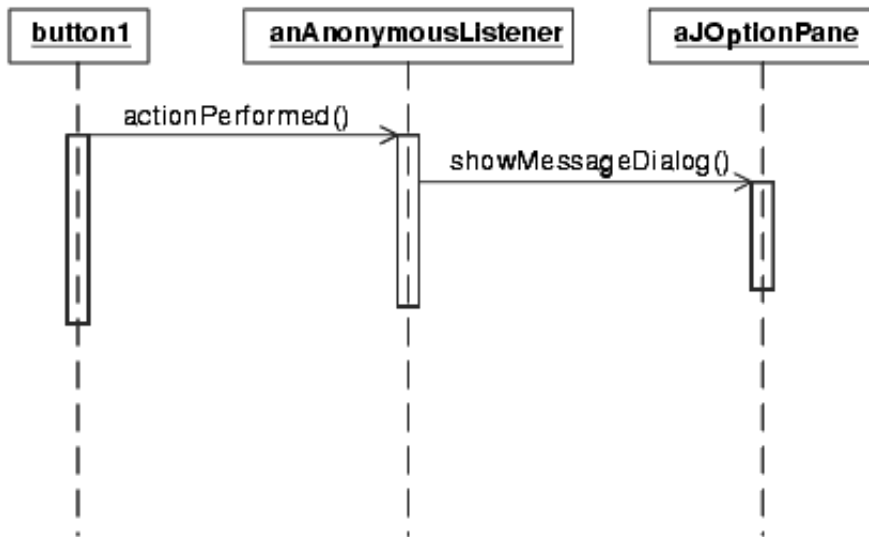 button1
anAnonymousListener
aJOptionPane
actionPerformed()
showMessageDialog()